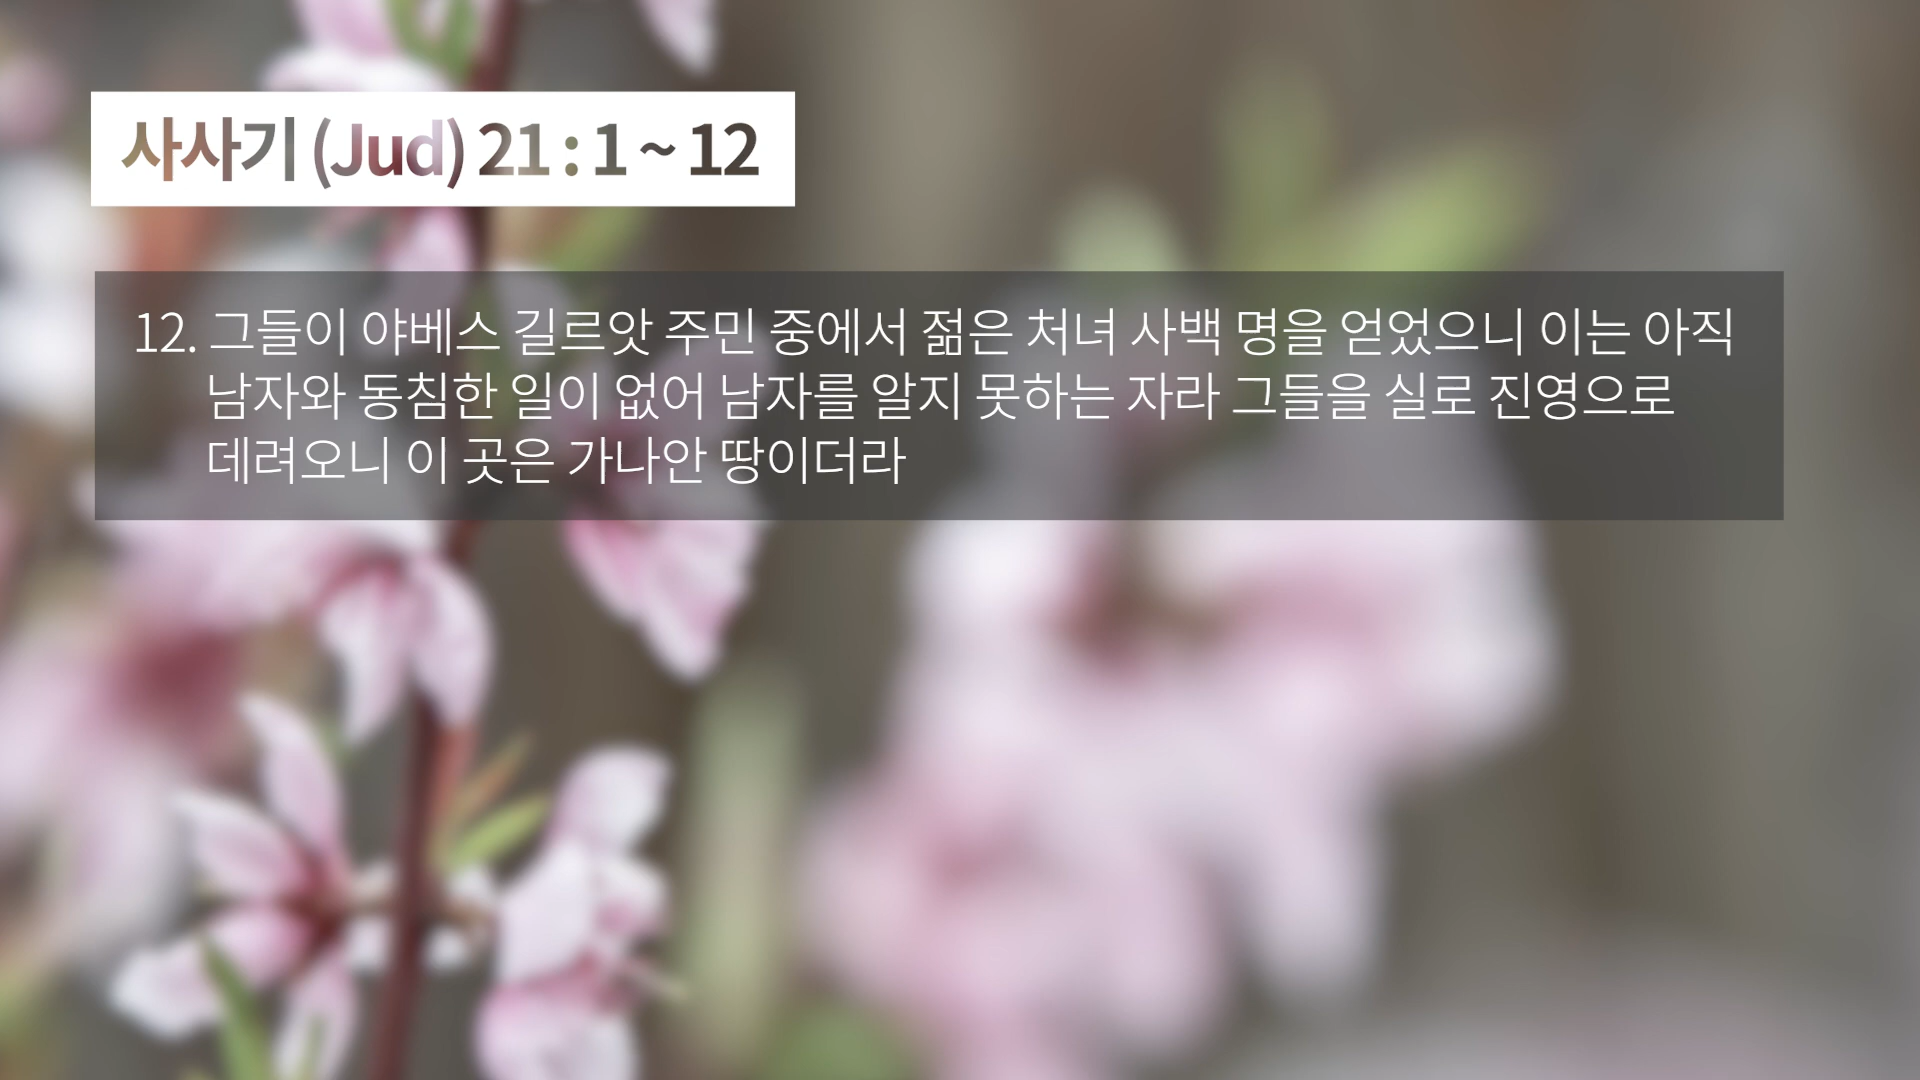 사사기 (Jud) 21 : 1 ~ 12
12. 그들이 야베스 길르앗 주민 중에서 젊은 처녀 사백 명을 얻었으니 이는 아직
남자와 동침한 일이 없어 남자를 알지 못하는 자라 그들을 실로 진영으로
데려오니 이 곳은 가나안 땅이더라